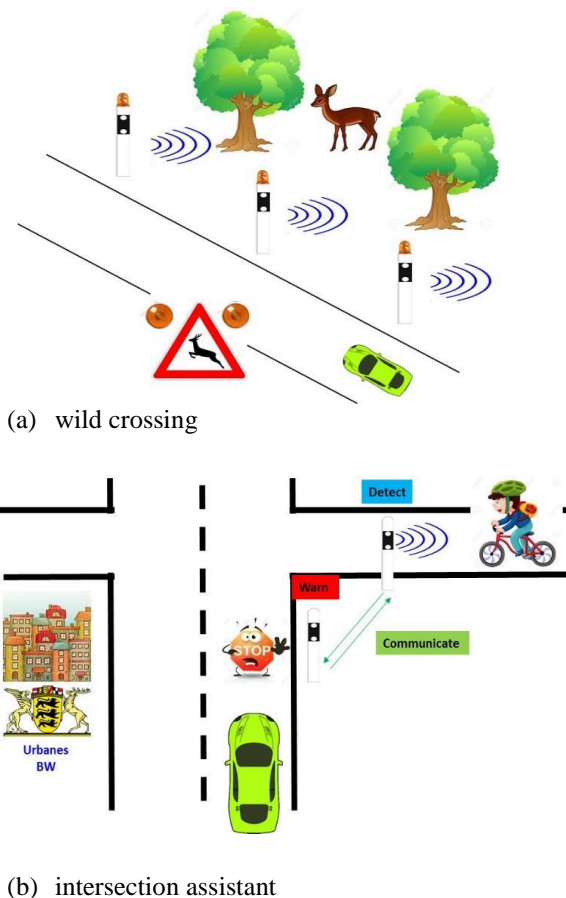 (a) wild crossing
Detect
Warn
STOP
Communicate
Urbanes
BW
(b) intersection assistant